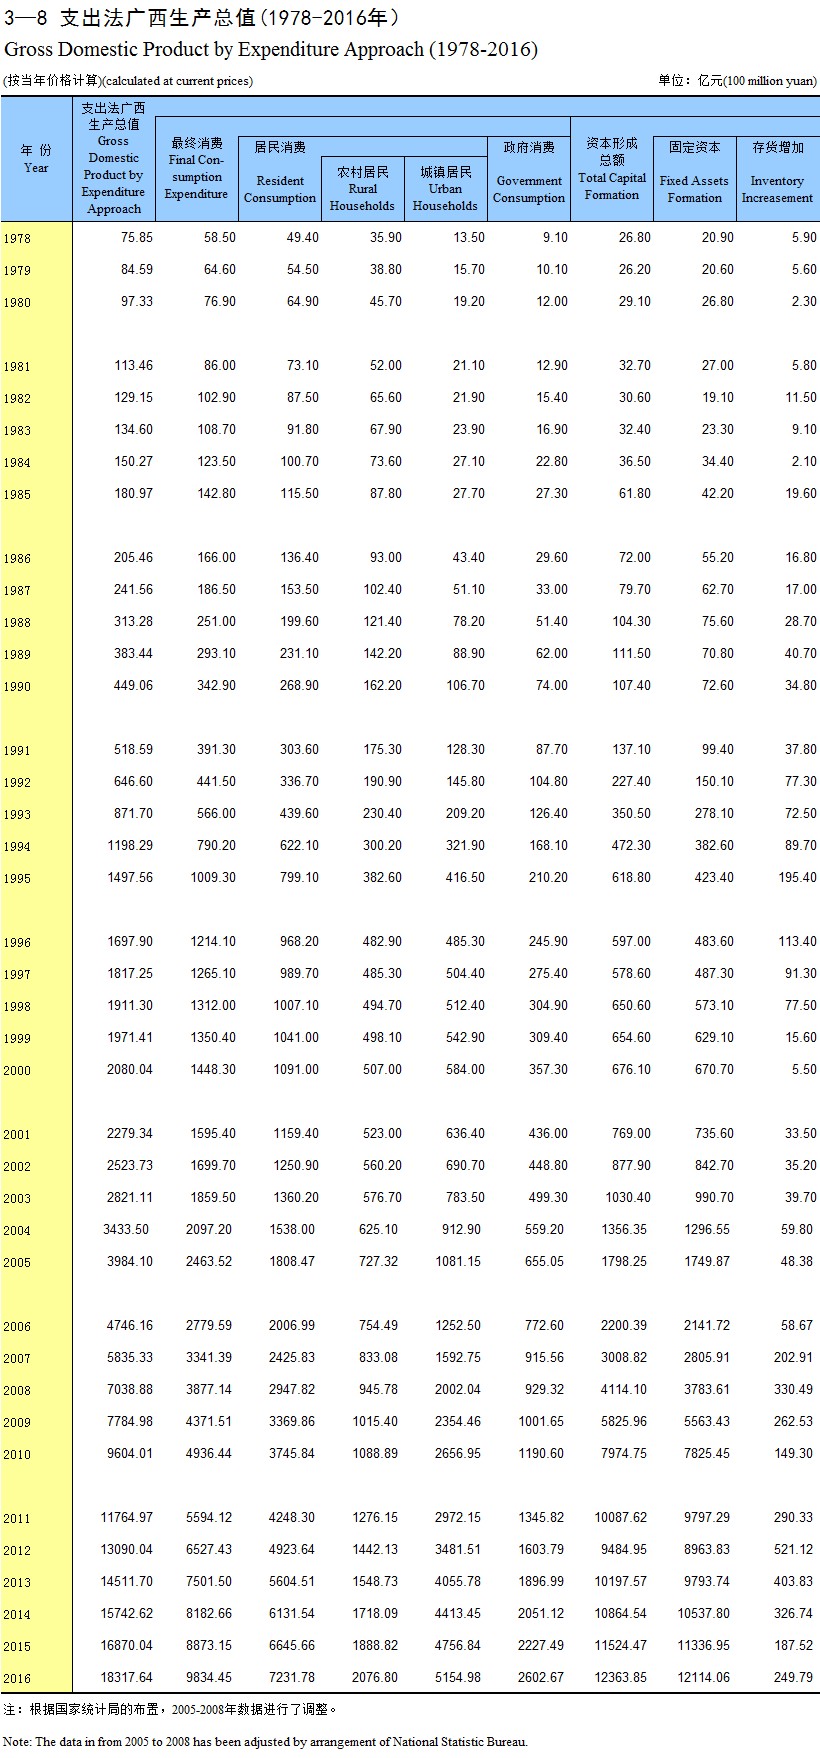 3—8 支出法广西生产总值(1978-2016年)
Gross Domestic Product by Expenditure Approach (1978-2016)
(按当年价格计算)(calculated at current prices) 单位：亿元(100 million yuan)
年 份
Year
支出法广西
生产总值
Gross
Domestic
Product by
Expenditure
Approach
最终消费
Final Con-
sumption
Expenditure
居民消费
Resident
Consumption
农村居民
Rural
Households
城镇居民
Urban
Households
政府消费
Government
Consumption
资本形成
总额
Total Capital
Formation
固定资本
Fixed Assets
Formation
存货增加
Inventory
Increasement
1978 75.85 58.50 49.40 35.90 13.50 9.10 26.80 20.90 5.90
1979 84.59 64.60 54.50 38.80 15.70 10.10 26.20 20.60 5.60
1980 97.33 76.90 64.90 45.70 19.20 12.00 29.10 26.80 2.30
1981 113.46 86.00 73.10 52.00 21.10 12.90 32.70 27.00 5.80
1982 129.15 102.90 87.50 65.60 21.90 15.40 30.60 19.10 11.50
1983 134.60 108.70 91.80 67.90 23.90 16.90 32.40 23.30 9.10
1984 150.27 123.50 100.70 73.60 27.10 22.80 36.50 34.40 2.10
1985 180.97 142.80 115.50 87.80 27.70 27.30 61.80 42.20 19.60
1986 205.46 166.00 136.40 93.00 43.40 29.60 72.00 55.20 16.80
1987 241.56 186.50 153.50 102.40 51.10 33.00 79.70 62.70 17.00
1988 313.28 251.00 199.60 121.40 78.20 51.40 104.30 75.60 28.70
1989 383.44 293.10 231.10 142.20 88.90 62.00 111.50 70.80 40.70
1990 449.06 342.90 268.90 162.20 106.70 74.00 107.40 72.60 34.80
1991 518.59 391.30 303.60 175.30 128.30 87.70 137.10 99.40 37.80
1992 646.60 441.50 336.70 190.90 145.80 104.80 227.40 150.10 77.30
1993 871.70 566.00 439.60 230.40 209.20 126.40 350.50 278.10 72.50
1994 1198.29 790.20 622.10 300.20 321.90 168.10 472.30 382.60 89.70
1995 1497.56 1009.30 799.10 382.60 416.50 210.20 618.80 423.40 195.40
1996 1697.90 1214.10 968.20 482.90 485.30 245.90 597.00 483.60 113.40
1997 1817.25 1265.10 989.70 485.30 504.40 275.40 578.60 487.30 91.30
1998 1911.30 1312.00 1007.10 494.70 512.40 304.90 650.60 573.10 77.50
1999 1971.41 1350.40 1041.00 498.10 542.90 309.40 654.60 629.10 15.60
2000 2080.04 1448.30 1091.00 507.00 584.00 357.30 676.10 670.70 5.50
2001 2279.34 1595.40 1159.40 523.00 636.40 436.00 769.00 735.60 33.50
2002 2523.73 1699.70 1250.90 560.20 690.70 448.80 877.90 842.70 35.20
2003 2821.11 1859.50 1360.20 576.70 783.50 499.30 1030.40 990.70 39.70
2004 3433.50 2097.20 1538.00 625.10 912.90 559.20 1356.35 1296.55 59.80
2005 3984.10 2463.52 1808.47 727.32 1081.15 655.05 1798.25 1749.87 48.38
2006 4746.16 2779.59 2006.99 754.49 1252.50 772.60 2200.39 2141.72 58.67
2007 5835.33 3341.39 2425.83 833.08 1592.75 915.56 3008.82 2805.91 202.91
2008 7038.88 3877.14 2947.82 945.78 2002.04 929.32 4114.10 3783.61 330.49
2009 7784.98 4371.51 3369.86 1015.40 2354.46 1001.65 5825.96 5563.43 262.53
2010 9604.01 4936.44 3745.84 1088.89 2656.95 1190.60 7974.75 7825.45 149.30
2011 11764.97 5594.12 4248.30 1276.15 2972.15 1345.82 10087.62 9797.29 290.33
2012 13090.04 6527.43 4923.64 1442.13 3481.51 1603.79 9484.95 8963.83 521.12
2013 14511.70 7501.50 5604.51 1548.73 4055.78 1896.99 10197.57 9793.74 403.83
2014 15742.62 8182.66 6131.54 1718.09 4413.45 2051.12 10864.54 10537.80 326.74
2015 16870.04 8873.15 6645.66 1888.82 4756.84 2227.49 11524.47 11336.95 187.52
2016 18317.64 9834.45 7231.78 2076.80 5154.98 2602.67 12363.85 12114.06 249.79
注：根据国家统计局的布置，2005-2008年数据进行了调整。
Note: The data in from 2005 to 2008 has been adjusted by arrangement of National Statistic Bureau.